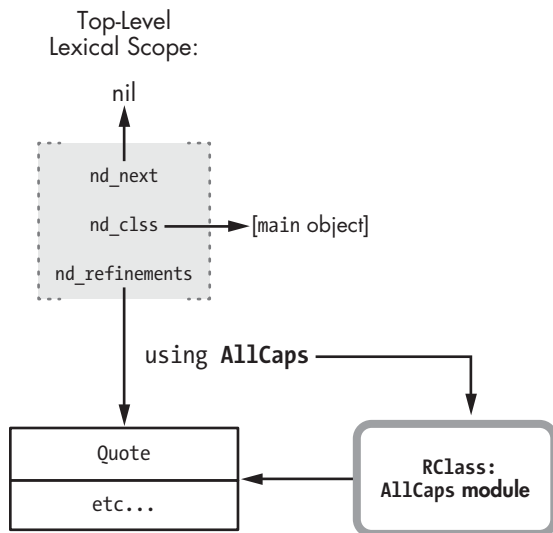 Top-Level
Lexical Scope:
nil
nd_next
nd_clss
[main object]
nd_refinements
using AllCaps
Quote
etc...
RClass:
AllCaps module